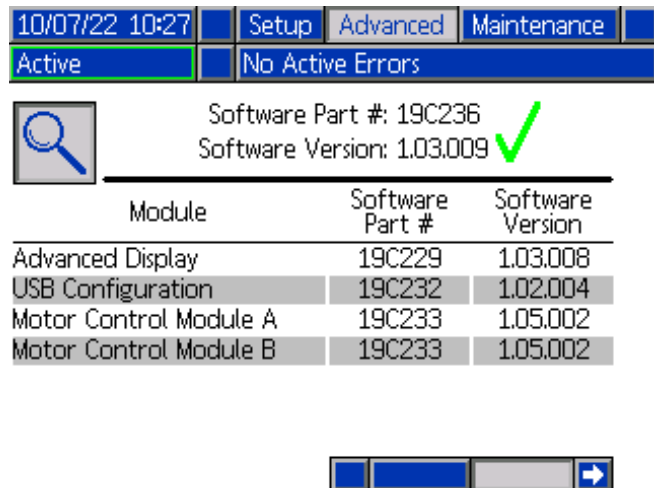 10/07/22 10:27 Setup Advanced Maintenance
Active No Active Errors
Software Part #: 19C236
Software Version: 1.03.009
Module Software Part # Software Version
Advanced Display 19C229 1.03.008
USB Configuration 19C232 1.02.004
Motor Control Module A 19C233 1.05.002
Motor Control Module B 19C233 1.05.002